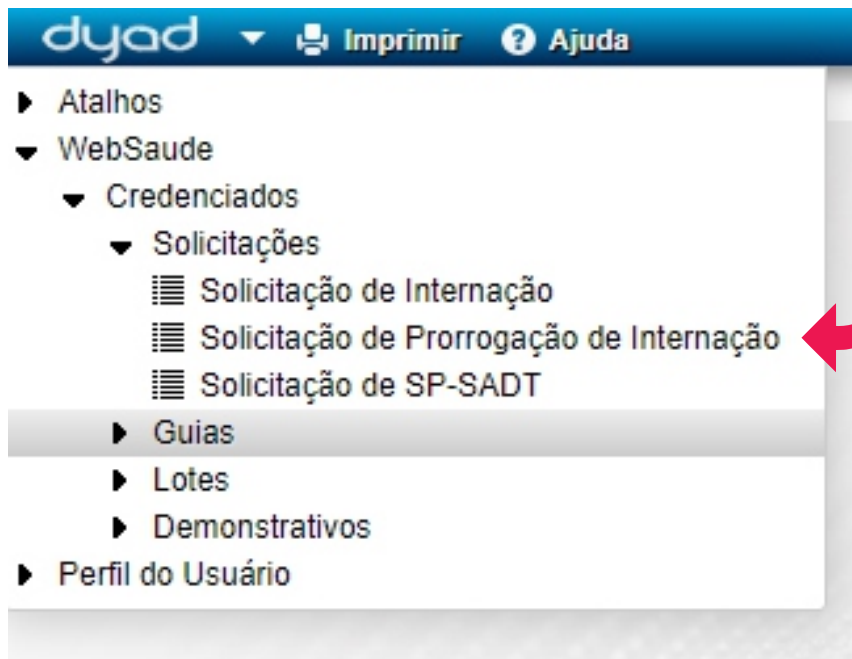 dyad Imprimir Ajuda
Atalhos
WebSaude
Credenciados
Solicitações
Solicitação de Internação
Solicitação de Prorrogação de Internação
Solicitação de SP-SADT
Guias
Lotes
Demonstrativos
Perfil do Usuário